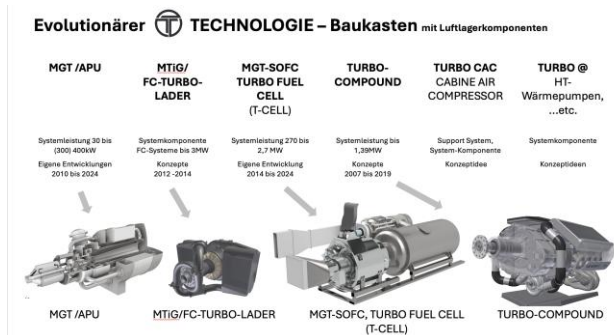 Evolutionärer T TECHNOLOGIE – Baukasten mit Luftlagerkomponenten
MGT /APU
Systemleistung 30 bis
(300) 400kW
Eigene Entwicklungen
2010 bis 2024
MTiG/
FC-TURBO-
LADER
Systemkomponente
FC-Systeme bis 3MW
Konzepte
2012 -2014
MGT-SOFC
TURBO FUEL
CELL
(T-CELL)
Systemleistung 270 bis
2,7 MW
Eigene Entwicklung
2014 bis 2024
TURBO-
COMPOUND
Systemleistung bis
1,39MW
Konzepte
2007 bis 2019
TURBO CAC
CABINE AIR
COMPRESSOR
Support System,
System-Komponente
Konzeptidee
TURBO @
HT-
Wärmepumpen,
...etc.
Systemkomponente
Konzeptideen
MGT /APU
MTiG/FC-TURBO-LADER
MGT-SOFC, TURBO FUEL CELL
(T-CELL)
TURBO-COMPOUND